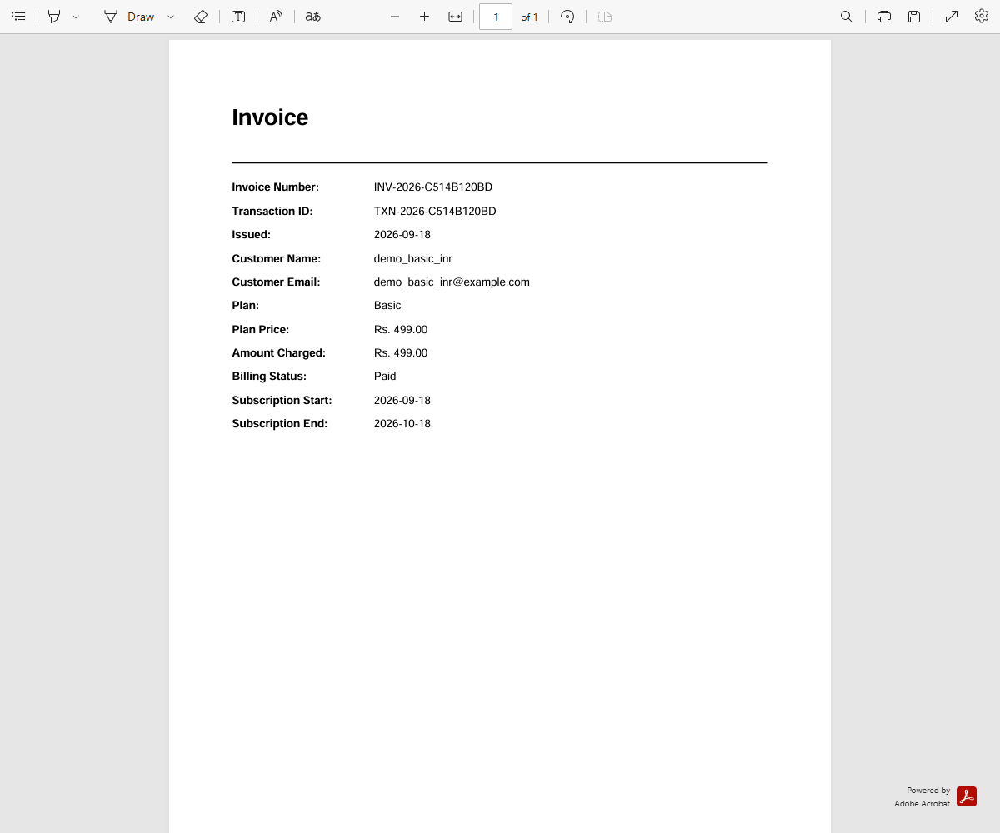 Draw
1 of 1
Invoice
Invoice Number: INV-2026-C514B120BD
Transaction ID: TXN-2026-C514B120BD
Issued: 2026-09-18
Customer Name: demo_basic_inr
Customer Email: demo_basic_inr@example.com
Plan: Basic
Plan Price: Rs. 499.00
Amount Charged: Rs. 499.00
Billing Status: Paid
Subscription Start: 2026-09-18
Subscription End: 2026-10-18
Powered by
Adobe Acrobat